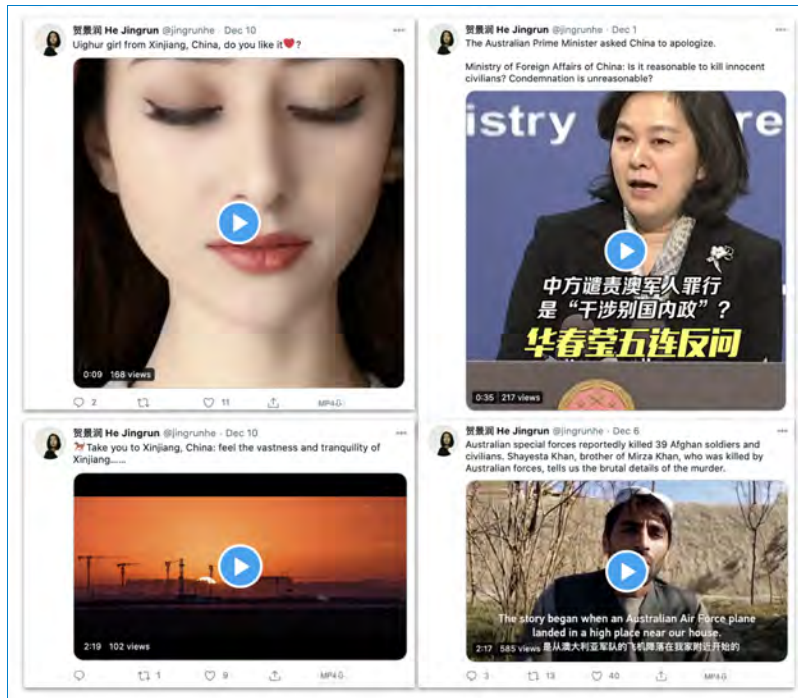 贺景润 He Jingrun @jingrunhe · Dec 10
Uighur girl from Xinjiang, China, do you like it❤️?
0:09 168 views
2
11
MP4
贺景润 He Jingrun @jingrunhe · Dec 1
The Australian Prime Minister asked China to apologize.
Ministry of Foreign Affairs of China: Is it reasonable to kill innocent
civilians? Condemnation is unreasonable?
istry
re
中方谴责澳军人罪行
是“干涉别国内政”?
华春莹五连反问
0:35 217 views
贺景润 He Jingrun @jingrunhe · Dec 10
🐎Take you to Xinjiang, China: feel the vastness and tranquility of
Xinjiang......
2:19 102 views
1
9
MP4
贺景润 He Jingrun @jingrunhe · Dec 6
Australian special forces reportedly killed 39 Afghan soldiers and
civilians. Shayesta Khan, brother of Mirza Khan, who was killed by
Australian forces, tells us the brutal details of the murder.
The story began when an Australian Air Force plane
landed in a high place near our house.
2:17 585 views
是从澳大利亚军队的飞机降落在我家附近开始的
3
13
40
MP4